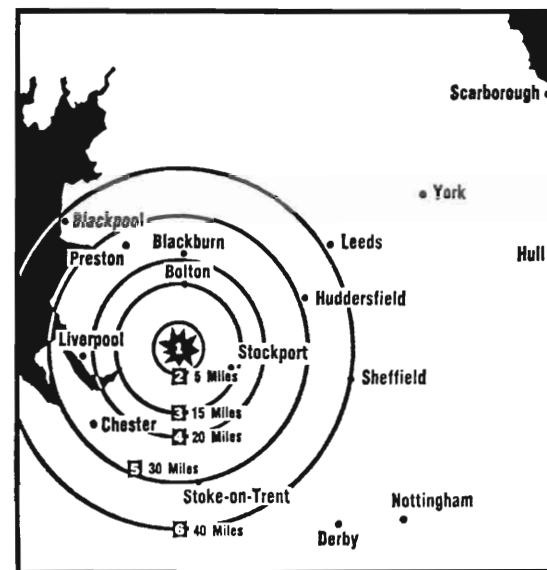 Scarborough
York
Blackpool
Leeds
Preston
Blackburn
Hull
Bolton
Huddersfield
Liverpool
1
Stockport
2 5 Miles
Sheffield
3 15 Miles
Chester
4 20 Miles
5 30 Miles
Stoke-on-Trent
Nottingham
6 40 Miles
Derby